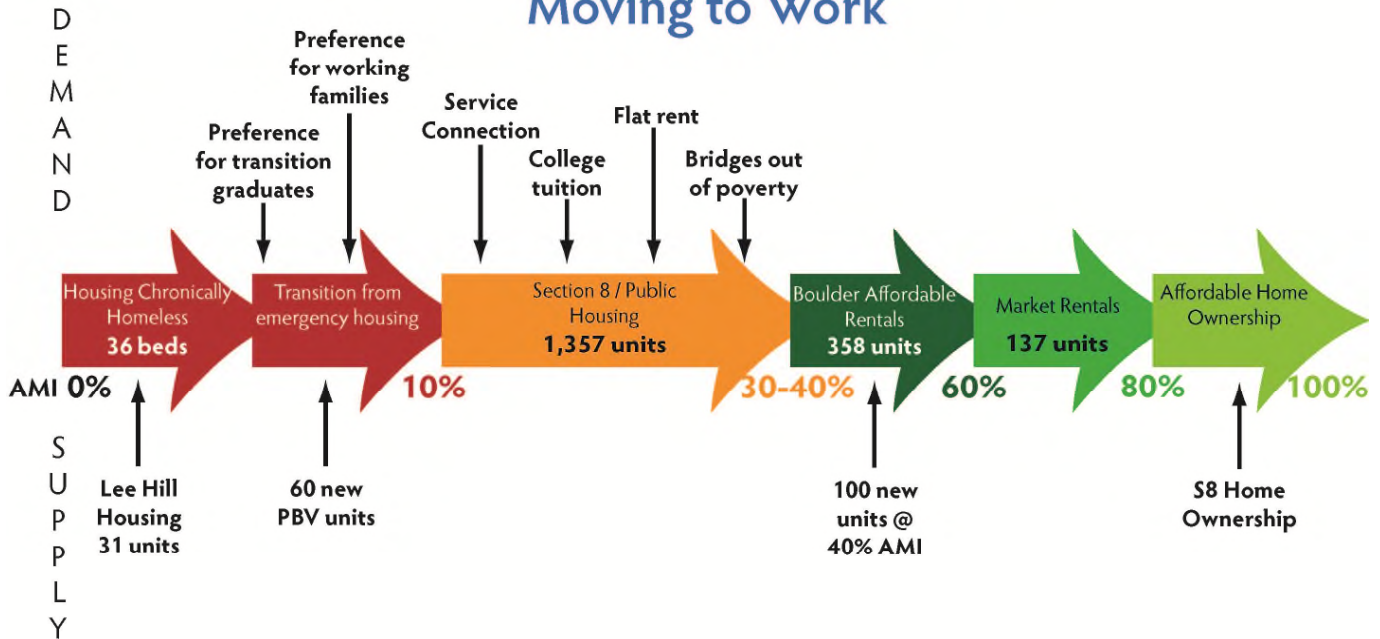 Moving to Work
DEMAND
Preference
for transition
graduates
Preference
for working
families
Service
Connection
College
tuition
Flat rent
Bridges out
of poverty
Housing Chronically
Homeless
36 beds
Transition from
emergency housing
Section 8 / Public
Housing
1,357 units
Boulder Affordable
Rentals
358 units
Market Rentals
137 units
Affordable Home
Ownership
AMI 0%
10%
30-40%
60%
80%
100%
SUPPLY
Lee Hill
Housing
31 units
60 new
PBV units
100 new
units @
40% AMI
S8 Home
Ownership